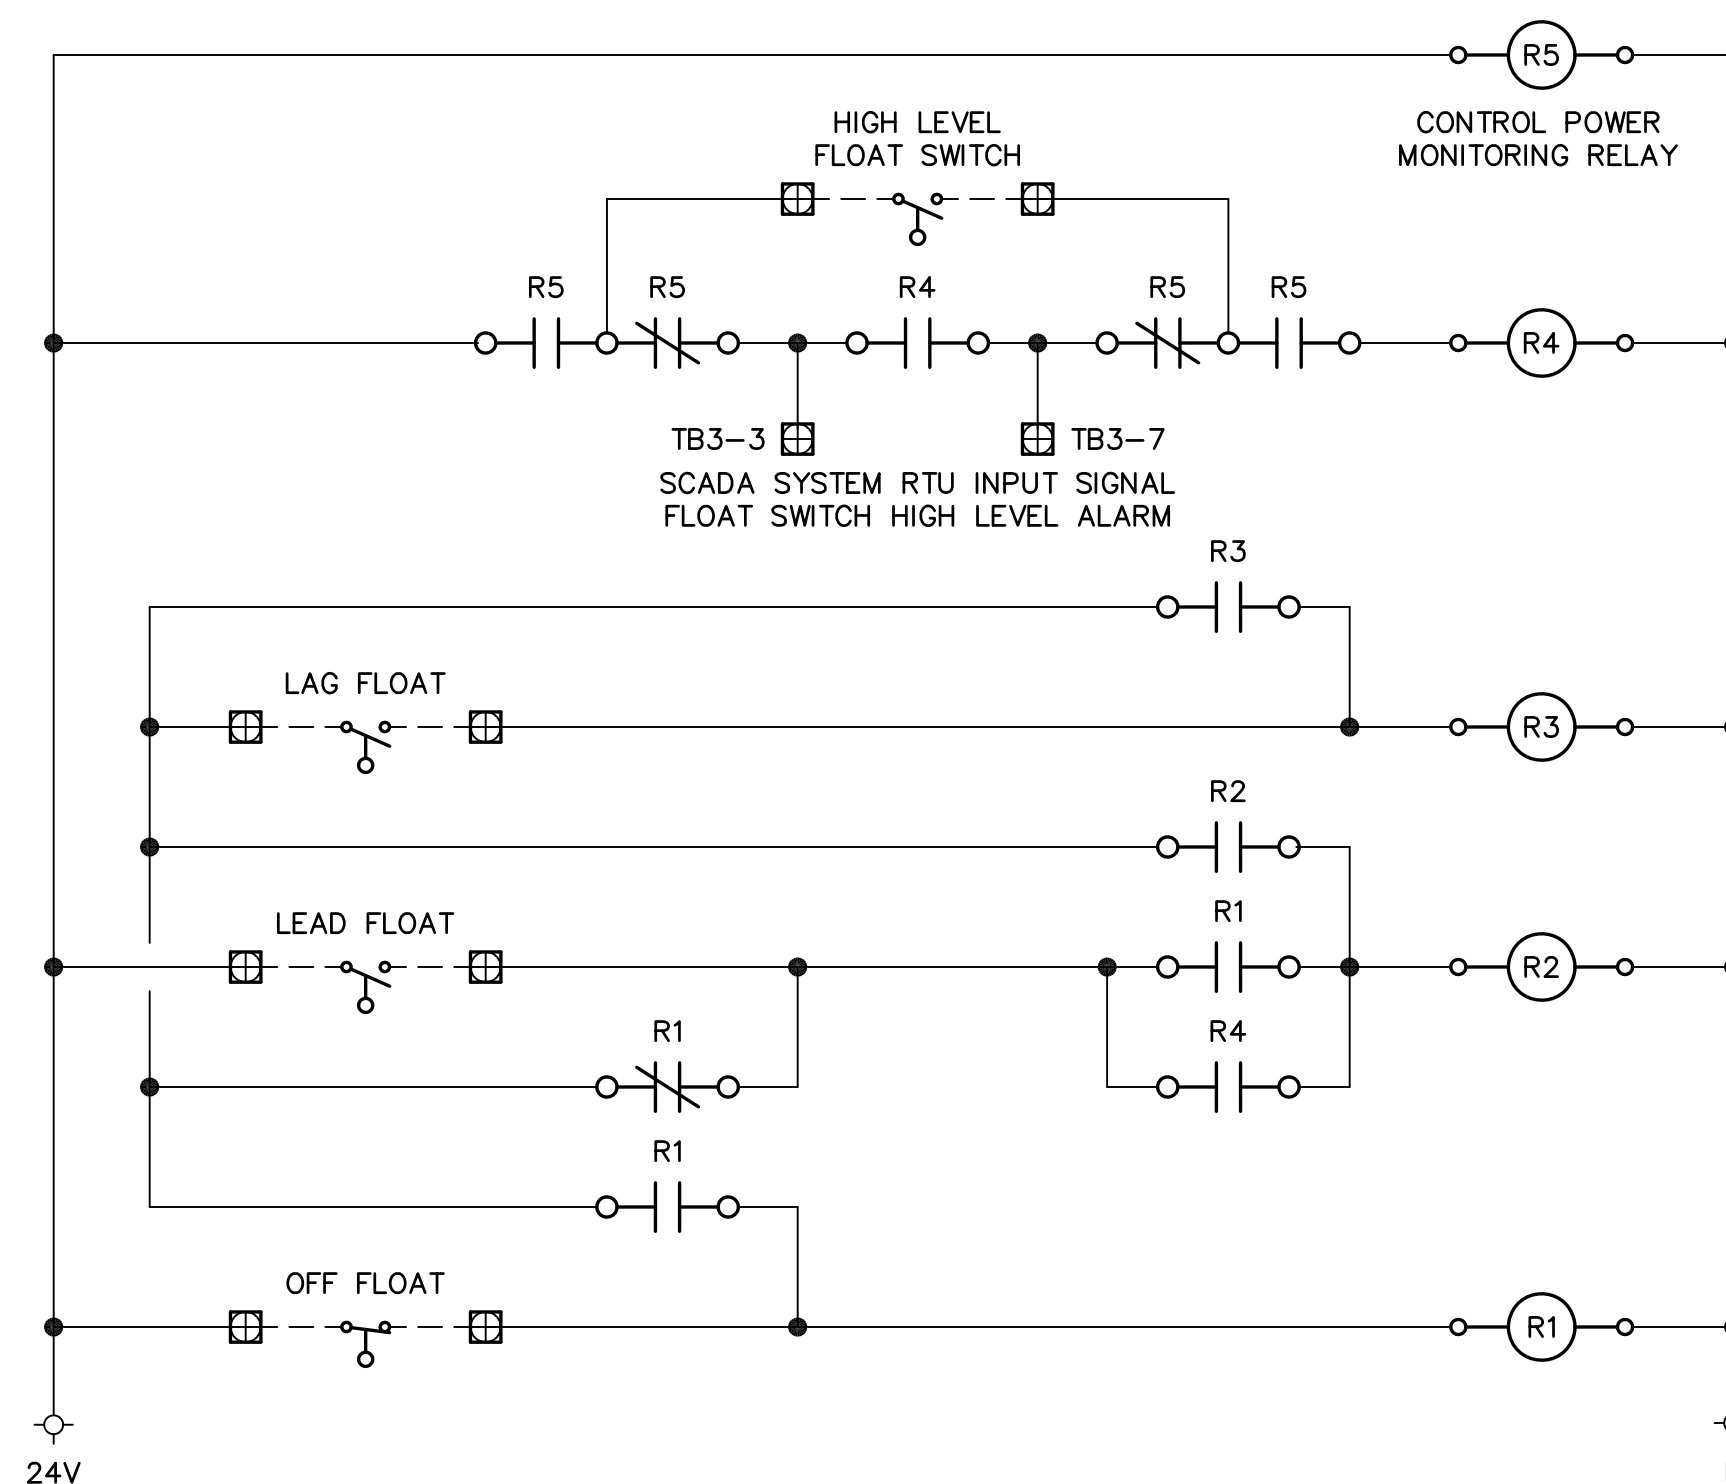 R5
HIGH LEVEL
FLOAT SWITCH
CONTROL POWER
MONITORING RELAY
R5
R5
R4
R5
R5
R4
TB3-3
TB3-7
SCADA SYSTEM RTU INPUT SIGNAL
FLOAT SWITCH HIGH LEVEL ALARM
R3
LAG FLOAT
R3
R2
R1
LEAD FLOAT
R2
R1
R4
R1
OFF FLOAT
R1
24V